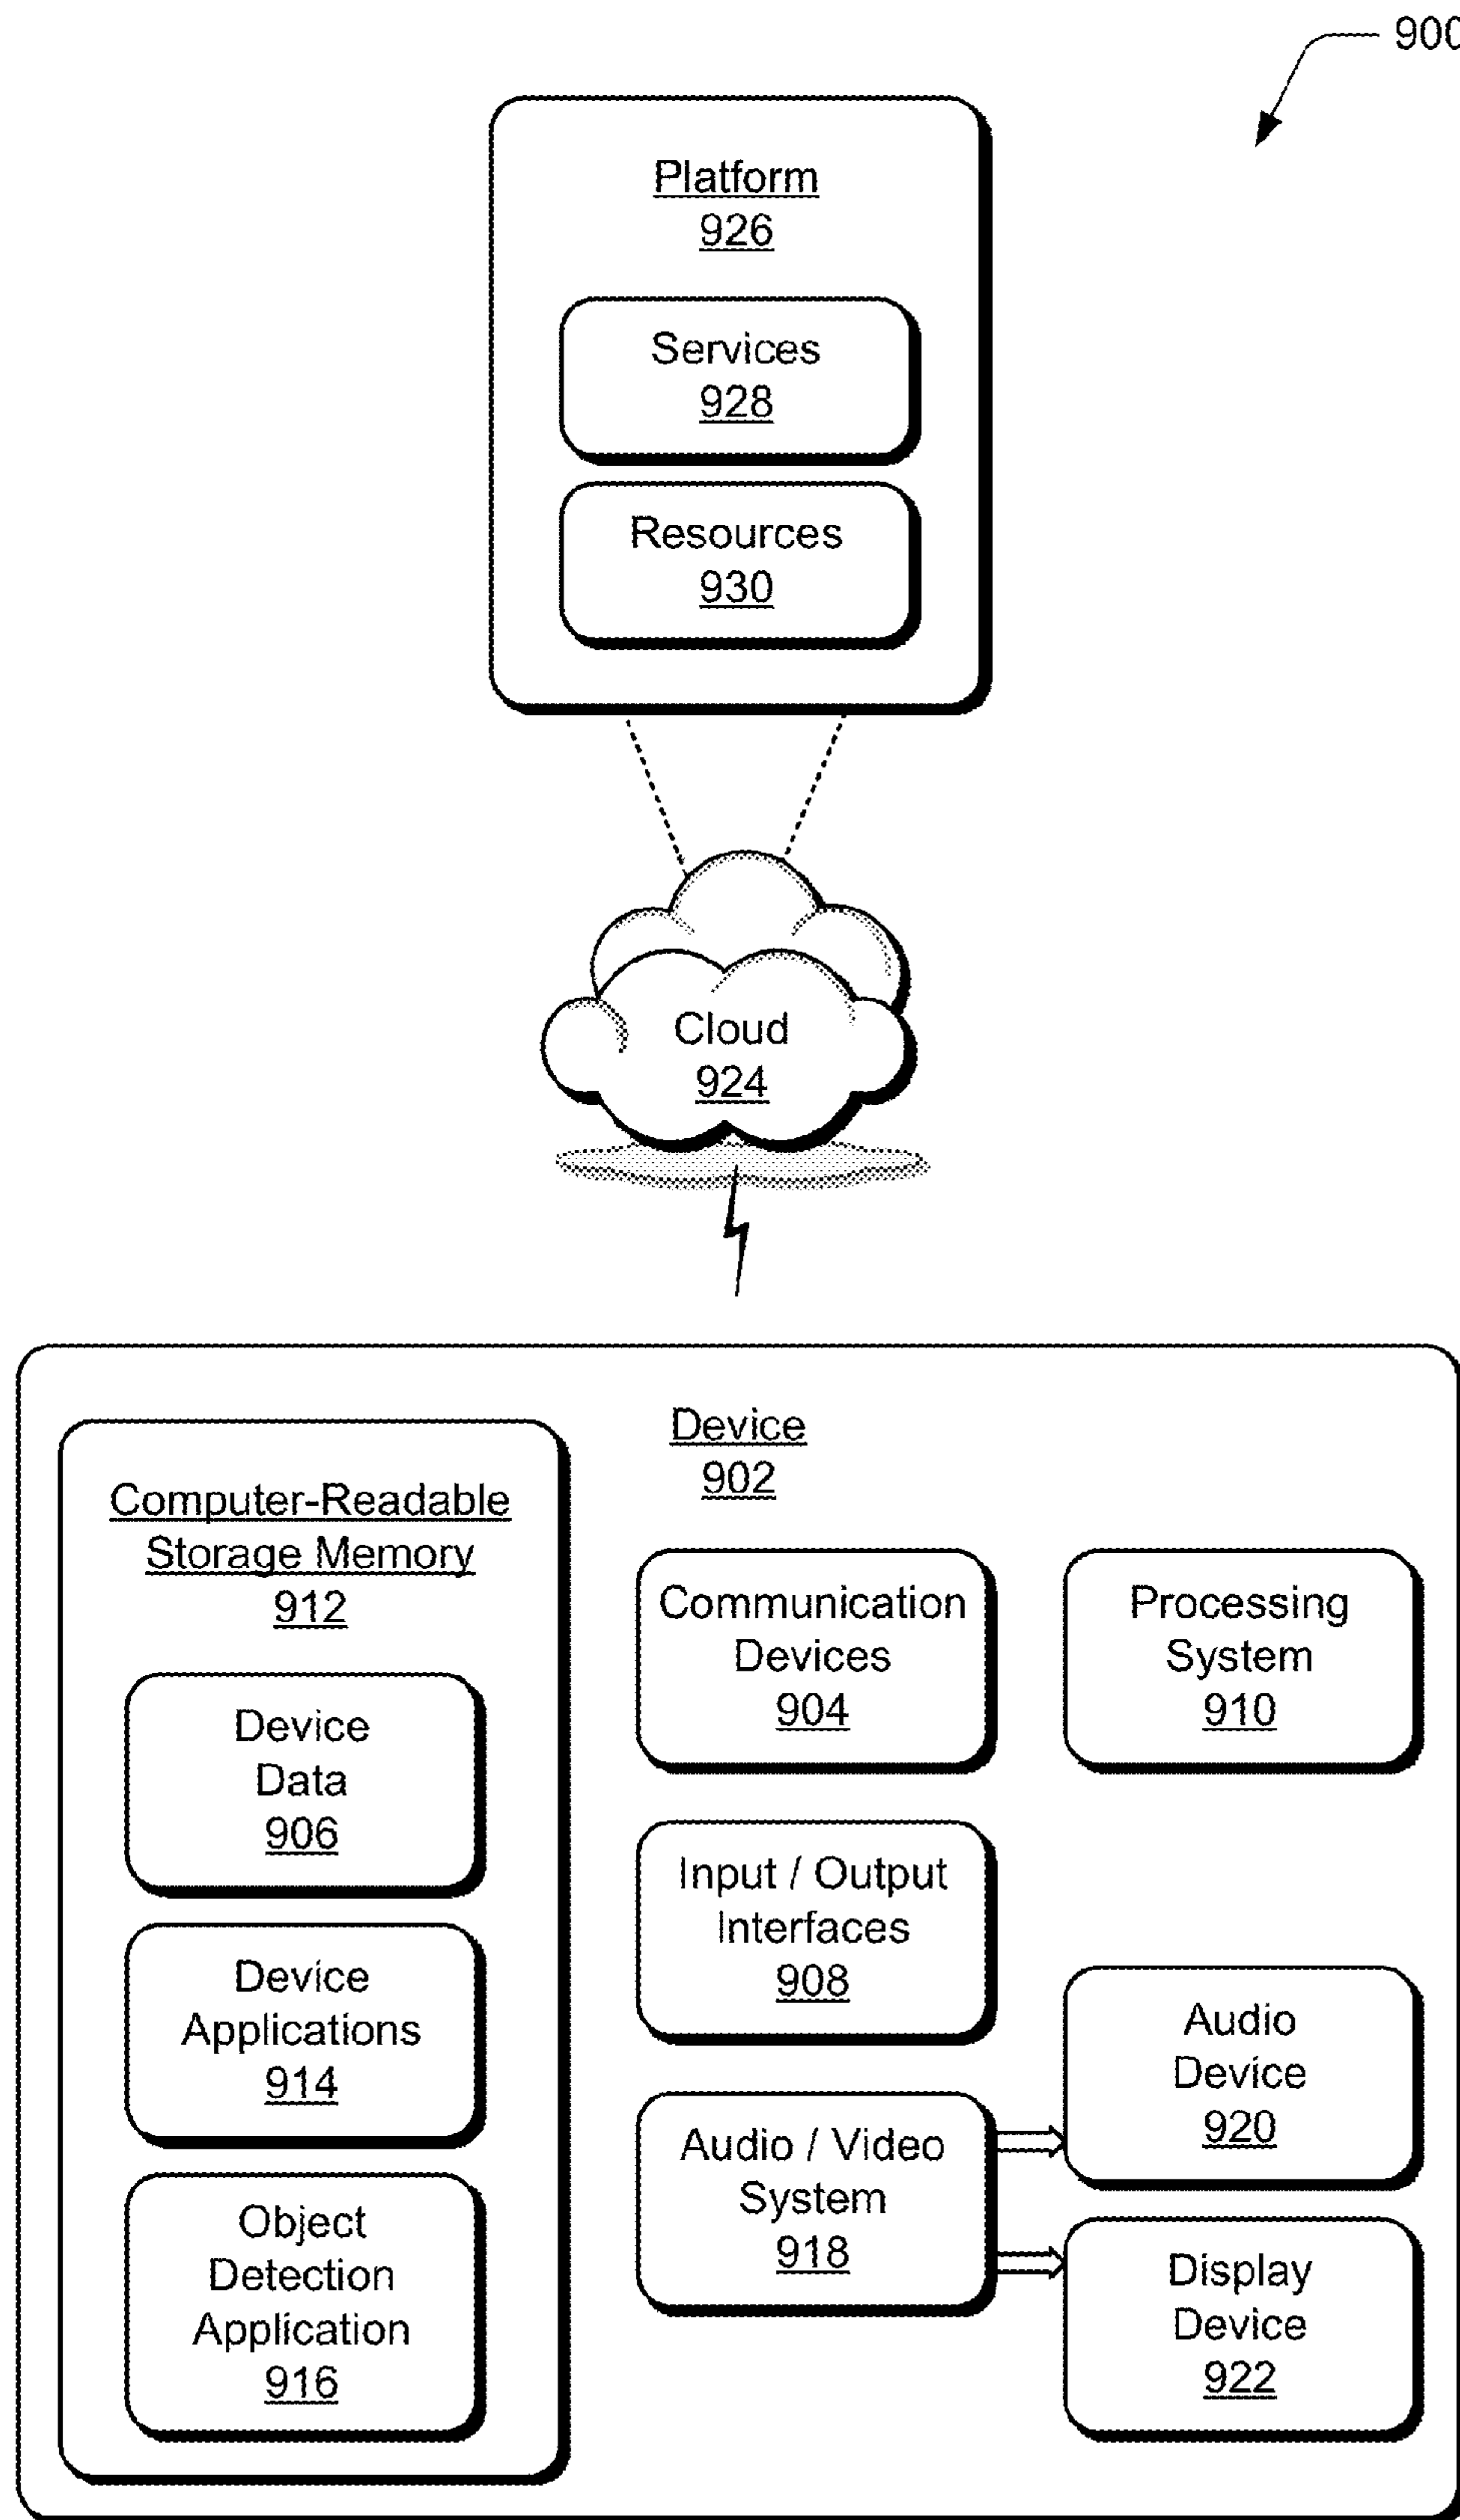 900
Platform
926
Services
928
Resources
930
Cloud
924
Device
902
Computer-Readable
Storage Memory
912
Device
Data
906
Device
Applications
914
Object
Detection
Application
916
Communication
Devices
904
Processing
System
910
Input / Output
Interfaces
908
Audio / Video
System
918
Audio
Device
920
Display
Device
922